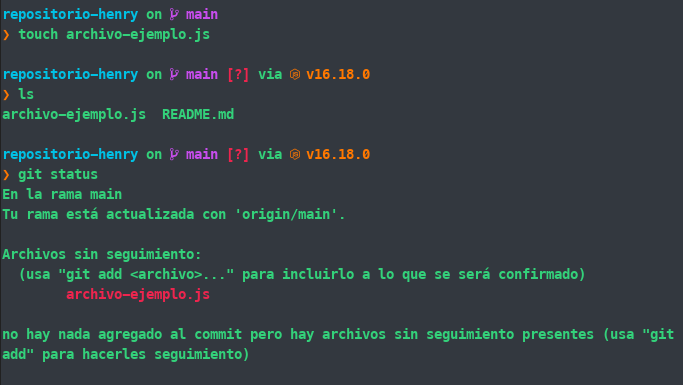 repositorio-henry on main
❯ touch archivo-ejemplo.js
repositorio-henry on main [?] via v16.18.0
❯ ls
archivo-ejemplo.js  README.md
repositorio-henry on main [?] via v16.18.0
❯ git status
En la rama main
Tu rama está actualizada con 'origin/main'.
Archivos sin seguimiento:
  (usa "git add <archivo>..." para incluirlo a lo que se será confirmado)
        archivo-ejemplo.js
no hay nada agregado al commit pero hay archivos sin seguimiento presentes (usa "git
add" para hacerles seguimiento)